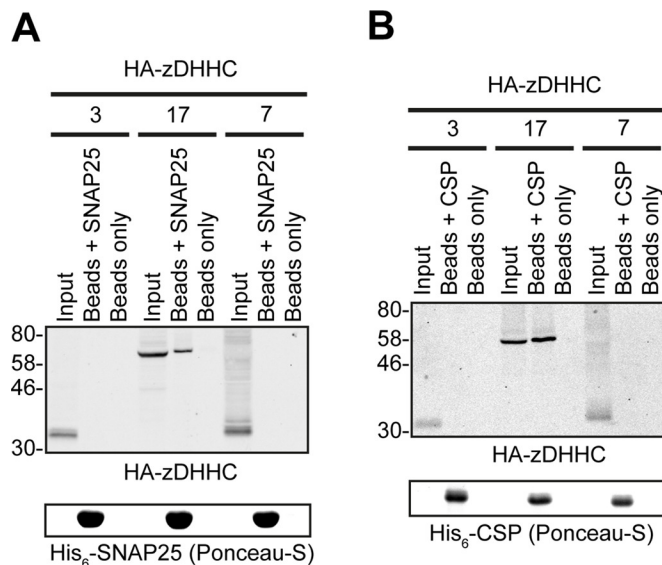 A
HA-zDHHC
3 17 7
Input
Beads + SNAP25
Beads only
Input
Beads + SNAP25
Beads only
Input
Beads + SNAP25
Beads only
80-
58-
46-
30-
HA-zDHHC
His6-SNAP25 (Ponceau-S)
B
HA-zDHHC
3 17 7
Input
Beads + CSP
Beads only
Input
Beads + CSP
Beads only
Input
Beads + CSP
Beads only
80-
58-
46-
30-
HA-zDHHC
His6-CSP (Ponceau-S)